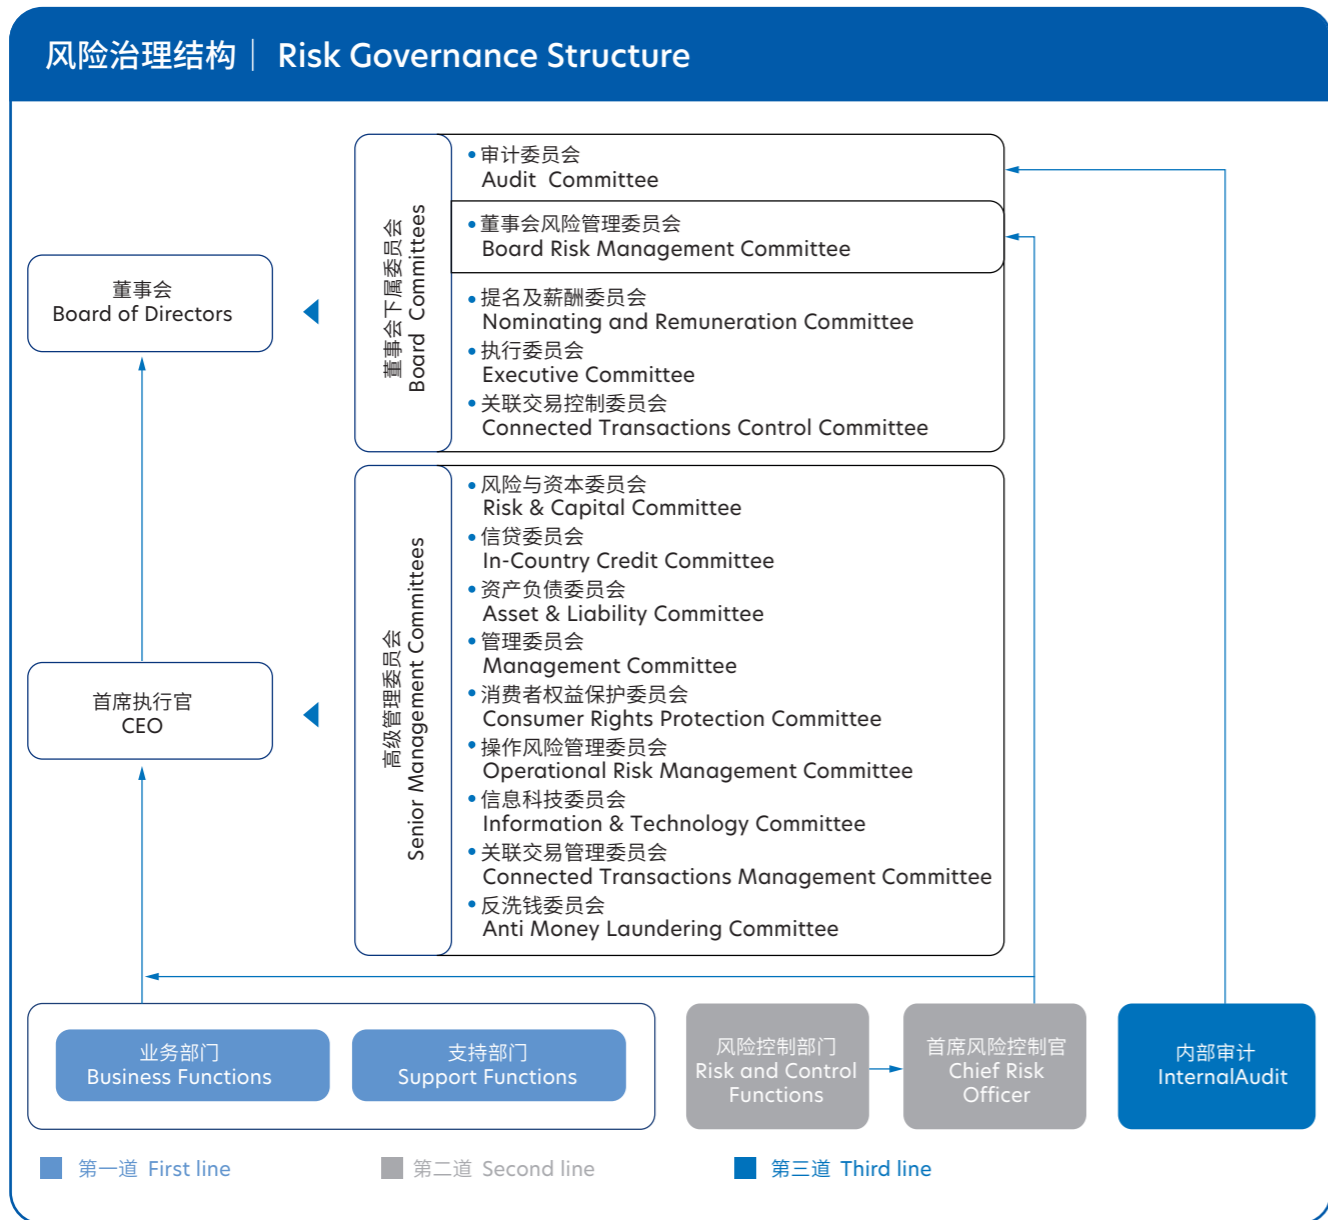 风险治理结构 | Risk Governance Structure
董事会下属委员会
Board Committees
审计委员会
Audit Committee
董事会风险管理委员会
Board Risk Management Committee
提名及薪酬委员会
Nominating and Remuneration Committee
执行委员会
Executive Committee
关联交易控制委员会
Connected Transactions Control Committee
董事会
Board of Directors
高级管理委员会
Senior Management Committees
风险与资本委员会
Risk & Capital Committee
信贷委员会
In-Country Credit Committee
资产负债委员会
Asset & Liability Committee
管理委员会
Management Committee
消费者权益保护委员会
Consumer Rights Protection Committee
操作风险管理委员会
Operational Risk Management Committee
信息科技委员会
Information & Technology Committee
关联交易管理委员会
Connected Transactions Management Committee
反洗钱委员会
Anti Money Laundering Committee
首席执行官
CEO
业务部门
Business Functions
支持部门
Support Functions
风险控制部门
Risk and Control
Functions
首席风险控制官
Chief Risk
Officer
内部审计
InternalAudit
第一道 First line
第二道 Second line
第三道 Third line